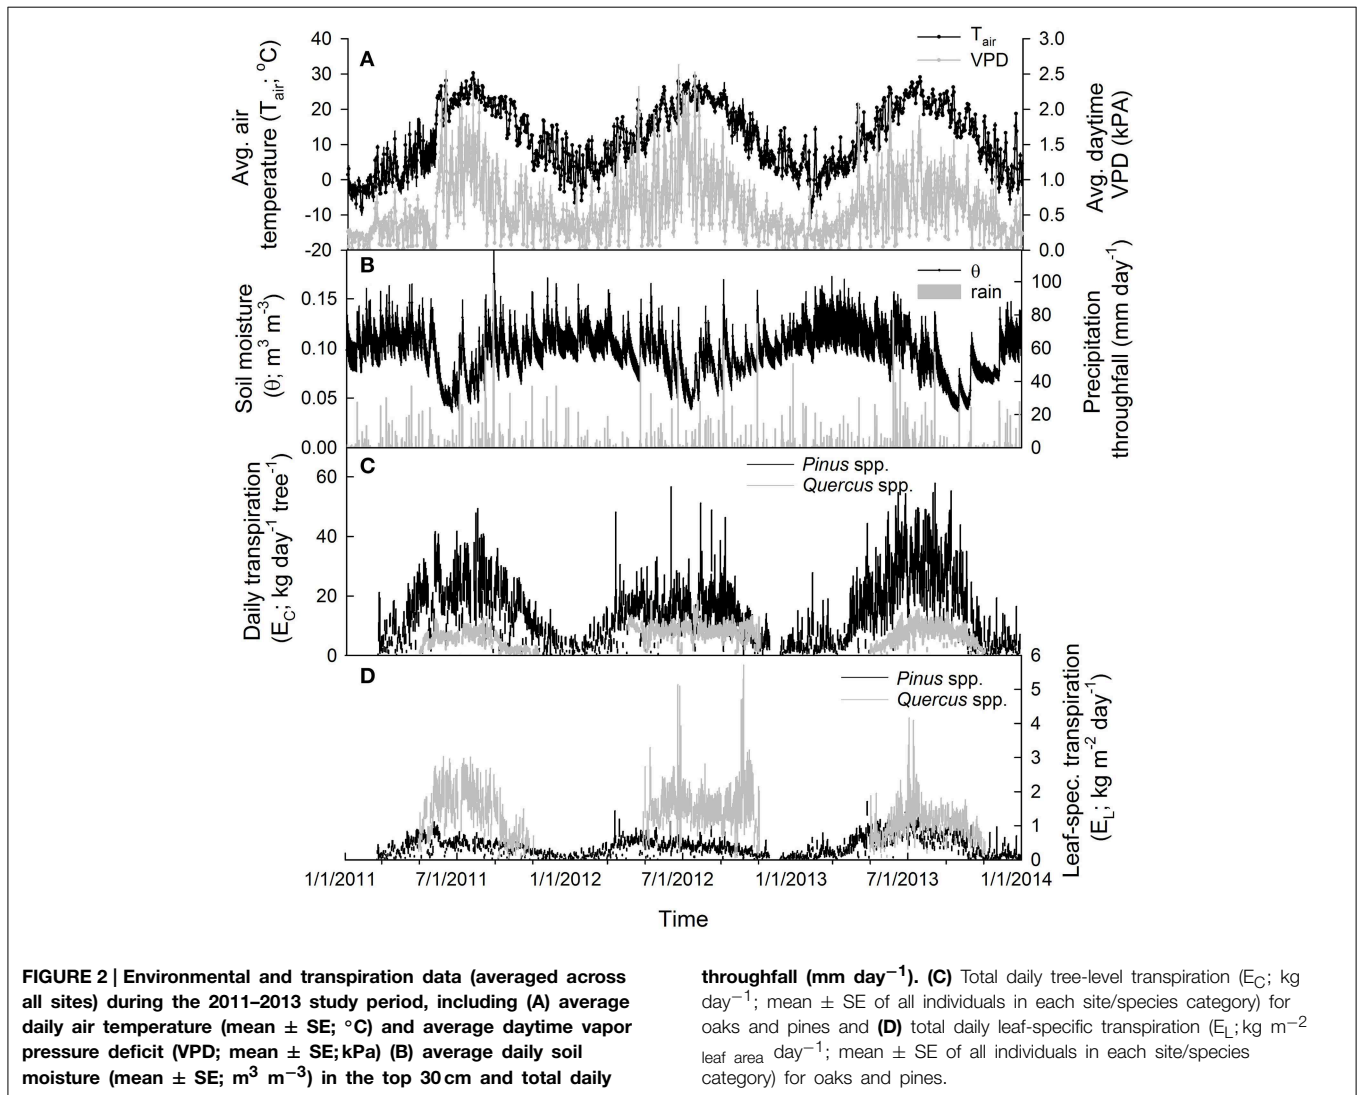 Avg. air
temperature (T_air; °C)
40
30
20
10
0
-10
-20
A
T_air
VPD
3.0
2.5
2.0
1.5
1.0
0.5
0.0
Avg. daytime
VPD (kPA)
Soil moisture
(θ; m³ m⁻³)
0.15
0.10
0.05
0.00
B
θ
rain
100
80
60
40
20
0
Precipitation
throughfall (mm day⁻¹)
Daily transpiration
(E_C; kg day⁻¹ tree⁻¹)
60
40
20
0
C
Pinus spp.
Quercus spp.
D
Pinus spp.
Quercus spp.
6
5
4
3
2
1
0
Leaf-spec. transpiration
(E_L; kg m⁻² day⁻¹)
1/1/2011 7/1/2011 1/1/2012 7/1/2012 1/1/2013 7/1/2013 1/1/2014
Time
FIGURE 2 | Environmental and transpiration data (averaged across
all sites) during the 2011–2013 study period, including (A) average
daily air temperature (mean ± SE; °C) and average daytime vapor
pressure deficit (VPD; mean ± SE; kPa) (B) average daily soil
moisture (mean ± SE; m³ m⁻³) in the top 30 cm and total daily
throughfall (mm day⁻¹). (C) Total daily tree-level transpiration (E_C; kg
day⁻¹; mean ± SE of all individuals in each site/species category) for
oaks and pines and (D) total daily leaf-specific transpiration (E_L; kg m⁻²
leaf area day⁻¹; mean ± SE of all individuals in each site/species
category) for oaks and pines.